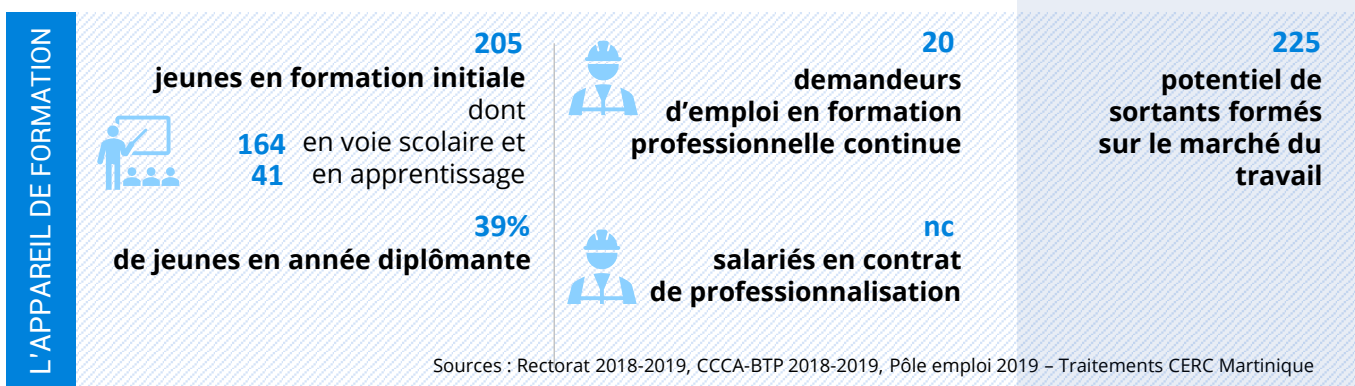 L'APPAREIL DE FORMATION
205
jeunes en formation initiale
dont
164 en voie scolaire et
41 en apprentissage
39%
de jeunes en année diplômante
20
demandeurs
d’emploi en formation
professionnelle continue
nc
salariés en contrat
de professionnalisation
225
potentiel de
sortants formés
sur le marché du
travail
Sources : Rectorat 2018-2019, CCCA-BTP 2018-2019, Pôle emploi 2019 – Traitements CERC Martinique